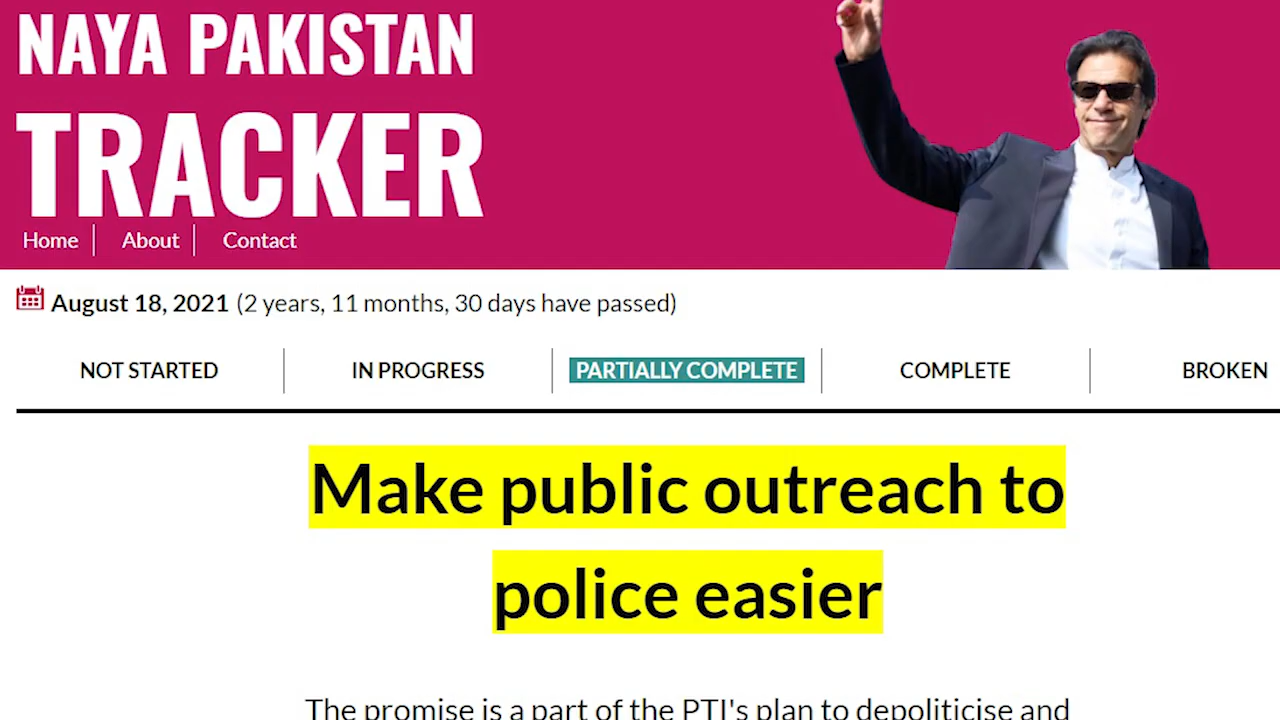 NAYA PAKISTAN
TRACKER
Home
About
Contact
August 18, 2021 (2 years, 11 months, 30 days have passed)
NOT STARTED
IN PROGRESS
PARTIALLY COMPLETE
COMPLETE
BROKEN
Make public outreach to
police easier
The promise is a part of the PTI's plan to depoliticise and